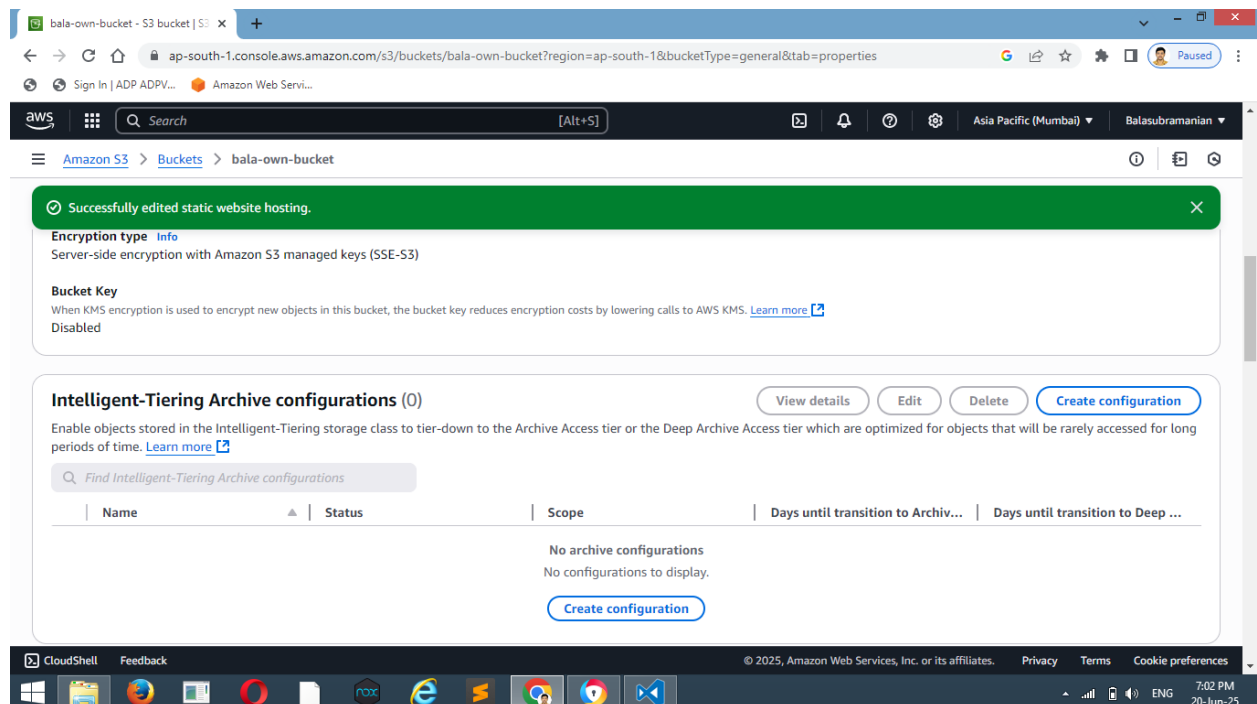 bala-own-bucket - S3 bucket | S3
ap-south-1.console.aws.amazon.com/s3/buckets/bala-own-bucket?region=ap-south-1&bucketType=general&tab=properties
G
Paused
Sign In | ADP ADPV...
Amazon Web Servi...
aws
Search
[Alt+S]
Asia Pacific (Mumbai)
Balasubramanian
Amazon S3 > Buckets > bala-own-bucket
Successfully edited static website hosting.
Encryption type Info
Server-side encryption with Amazon S3 managed keys (SSE-S3)
Bucket Key
When KMS encryption is used to encrypt new objects in this bucket, the bucket key reduces encryption costs by lowering calls to AWS KMS. Learn more
Disabled
Intelligent-Tiering Archive configurations (0)
View details
Edit
Delete
Create configuration
Enable objects stored in the Intelligent-Tiering storage class to tier-down to the Archive Access tier or the Deep Archive Access tier which are optimized for objects that will be rarely accessed for long
periods of time. Learn more
Find Intelligent-Tiering Archive configurations
Name
Status
Scope
Days until transition to Archiv...
Days until transition to Deep ...
No archive configurations
No configurations to display.
Create configuration
CloudShell
Feedback
© 2025, Amazon Web Services, Inc. or its affiliates.
Privacy
Terms
Cookie preferences
nox
ENG
7:02 PM
20-Jun-25